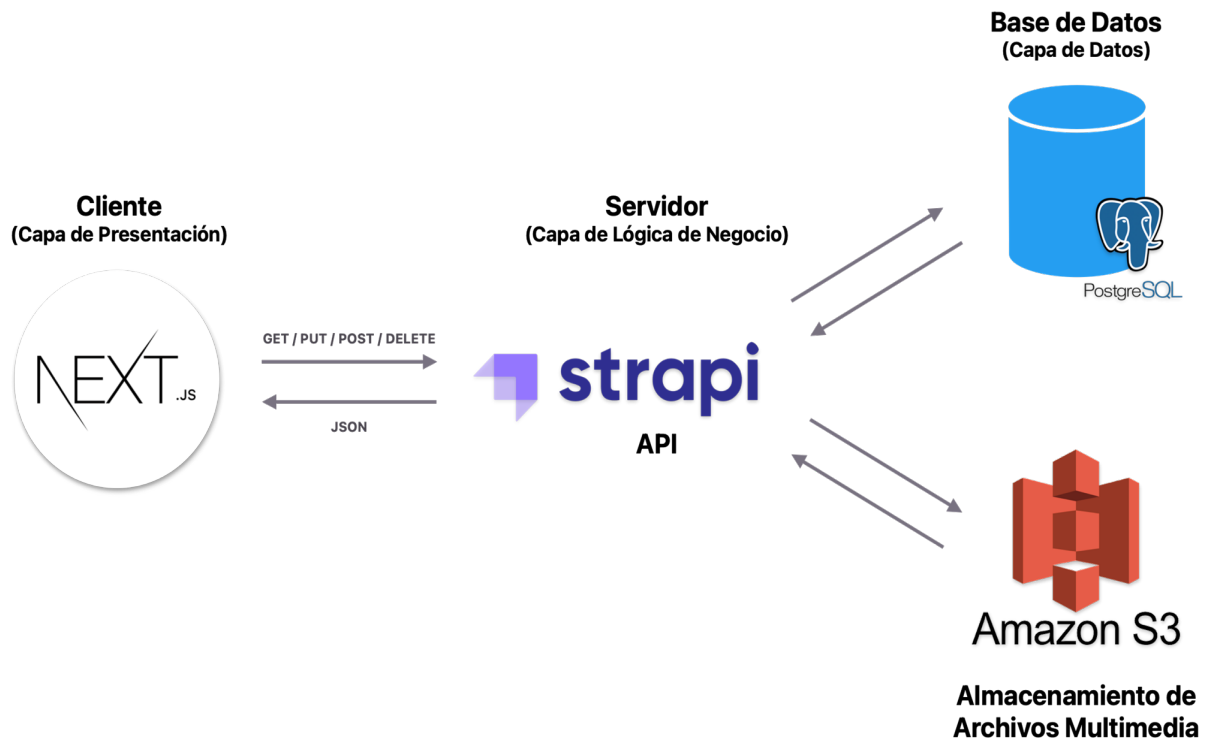 Base de Datos
(Capa de Datos)
PostgreSQL
Cliente
(Capa de Presentación)
NEXT.JS
GET / PUT / POST / DELETE
JSON
Servidor
(Capa de Lógica de Negocio)
strapi
API
Amazon S3
Almacenamiento de
Archivos Multimedia